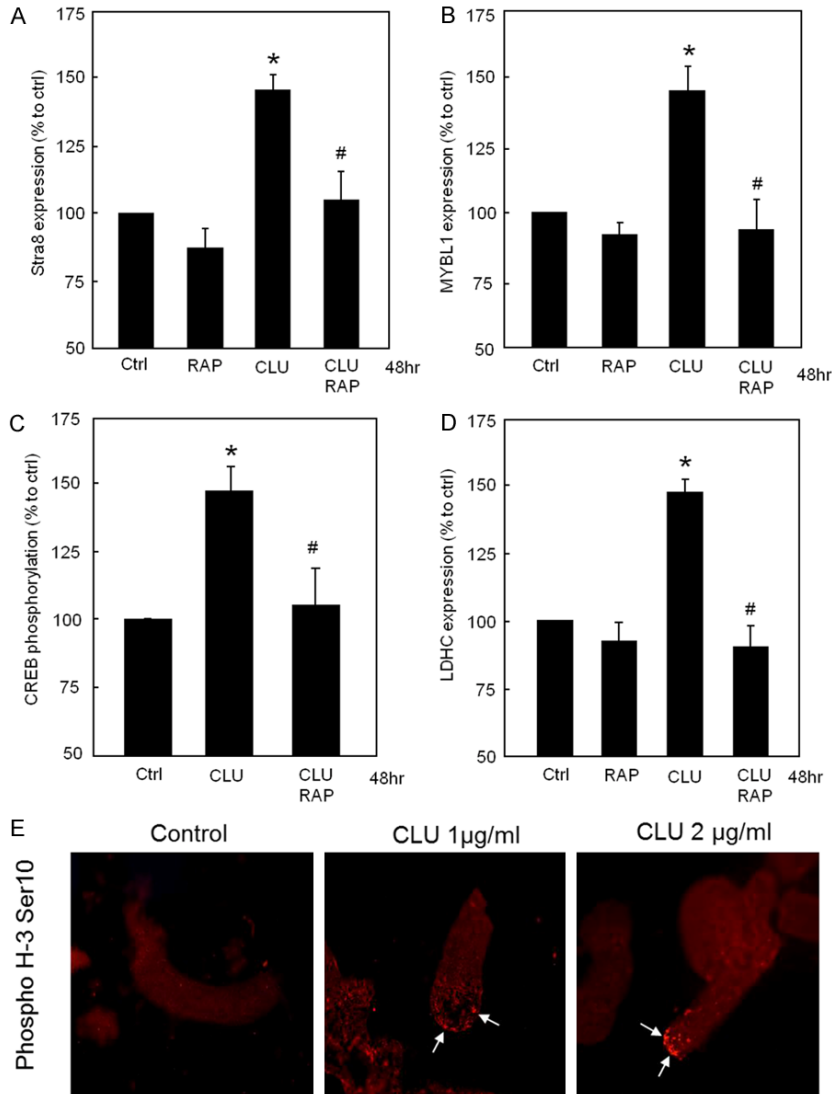 A
Stra8 expression (% to ctrl)
175
150
125
100
75
50
*
#
Ctrl RAP CLU CLU RAP 48hr
B
MYBL1 expression (% to ctrl)
175
150
125
100
75
50
*
#
Ctrl RAP CLU CLU RAP 48hr
C
CREB phosphorylation (% to ctrl)
175
150
125
100
75
50
*
#
Ctrl CLU CLU RAP 48hr
D
LDHC expression (% to ctrl)
175
150
125
100
75
50
*
#
Ctrl RAP CLU CLU RAP 48hr
E
Control
CLU 1µg/ml
CLU 2 µg/ml
Phospho H-3 Ser10